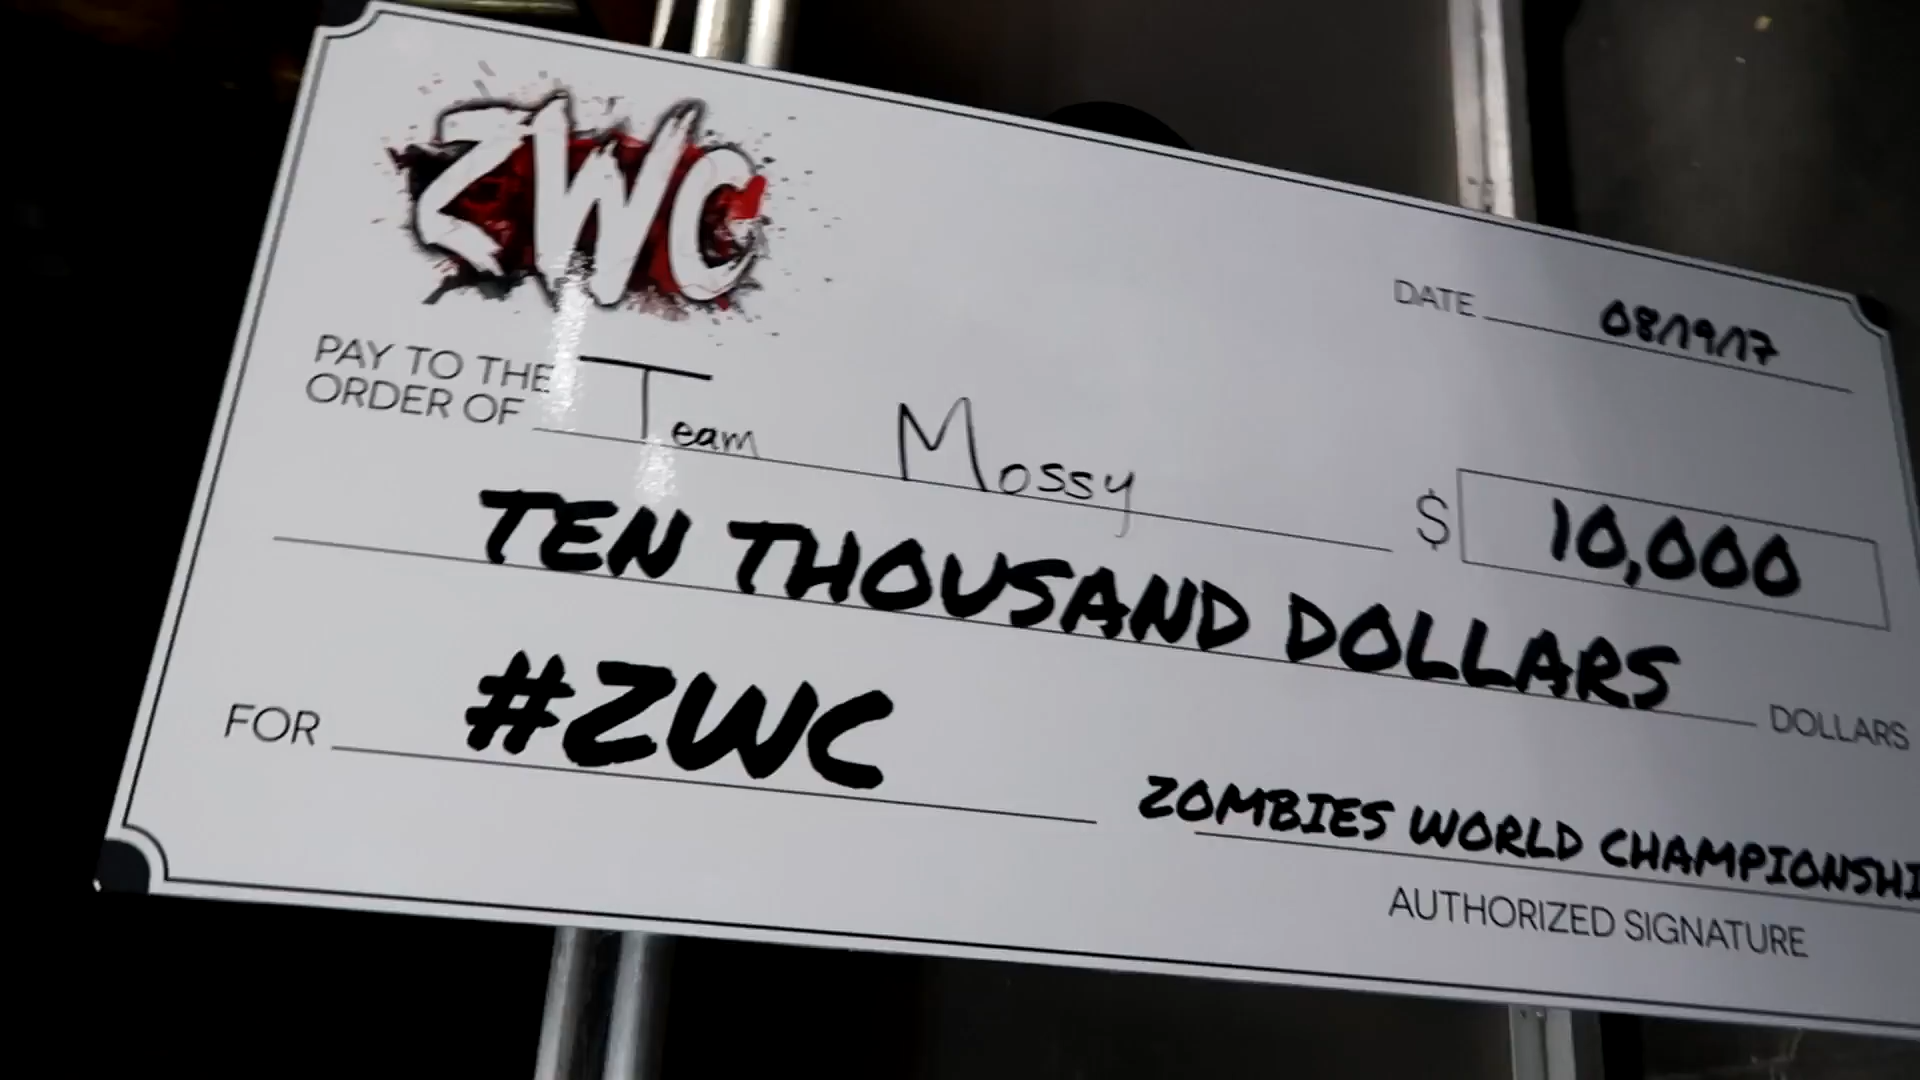 ZWC
DATE 08/19/17
PAY TO THE
ORDER OF Team Mossy
$ 10,000
TEN THOUSAND DOLLARS DOLLARS
FOR #ZWC
ZOMBIES WORLD CHAMPIONSHI
AUTHORIZED SIGNATURE